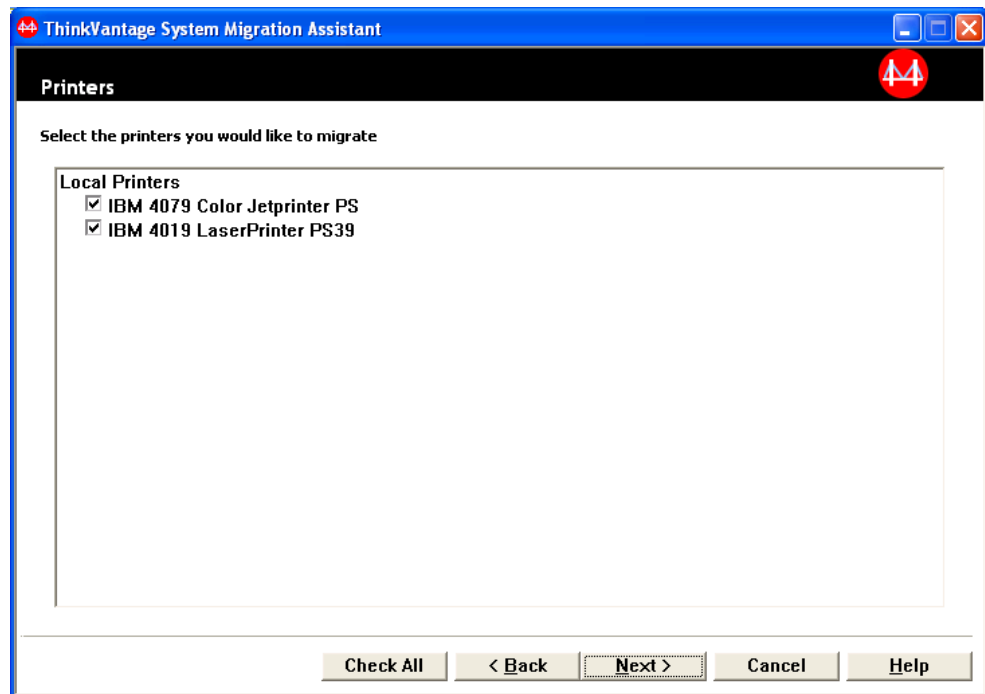 ThinkVantage System Migration Assistant
Printers
Select the printers you would like to migrate
Local Printers
IBM 4079 Color Jetprinter PS
IBM 4019 LaserPrinter PS39
Check All < Back Next > Cancel Help